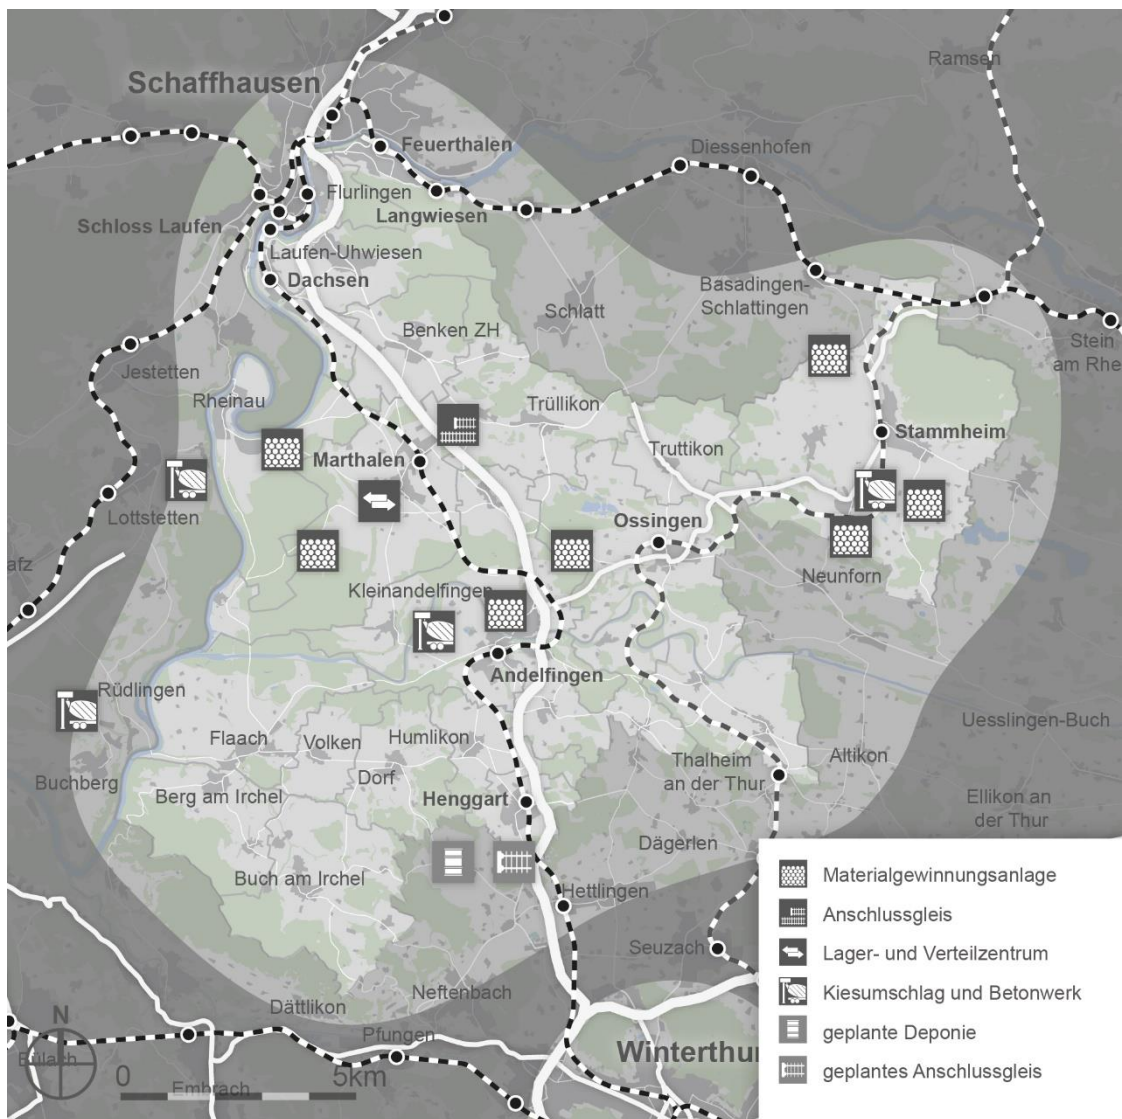 Ramsen
Schaffhausen
Feuerthalen
Diessenhofen
Flurlingen
Langwiesen
Schloss Laufen
Laufen-Uhwiesen
Dachsen
Basadingen-
Schlattingen
Schlatt
Benken ZH
Stein
am Rhe
Jestetten
Rheinau
Trüllikon
Stammheim
Truttikon
Marthalen
Lottstetten
Ossingen
afz
Neunforn
Kleinandelfingen
Andelfingen
Rüdlingen
Uesslingen-Buch
Flaach
Volken
Humlikon
Thalheim
an der Thur
Altikon
Buchberg
Dorf
Berg am Irchel
Henggart
Ellikon an
der Thur
Dägerlen
Buch am Irchel
Hettlingen
Seuzach
Neftenbach
Dättlikon
Pfungen
Winterthu
Bülach
Embrach
N
0
5km
Materialgewinnungsanlage
Anschlussgleis
Lager- und Verteilzentrum
Kiesumschlag und Betonwerk
geplante Deponie
geplantes Anschlussgleis